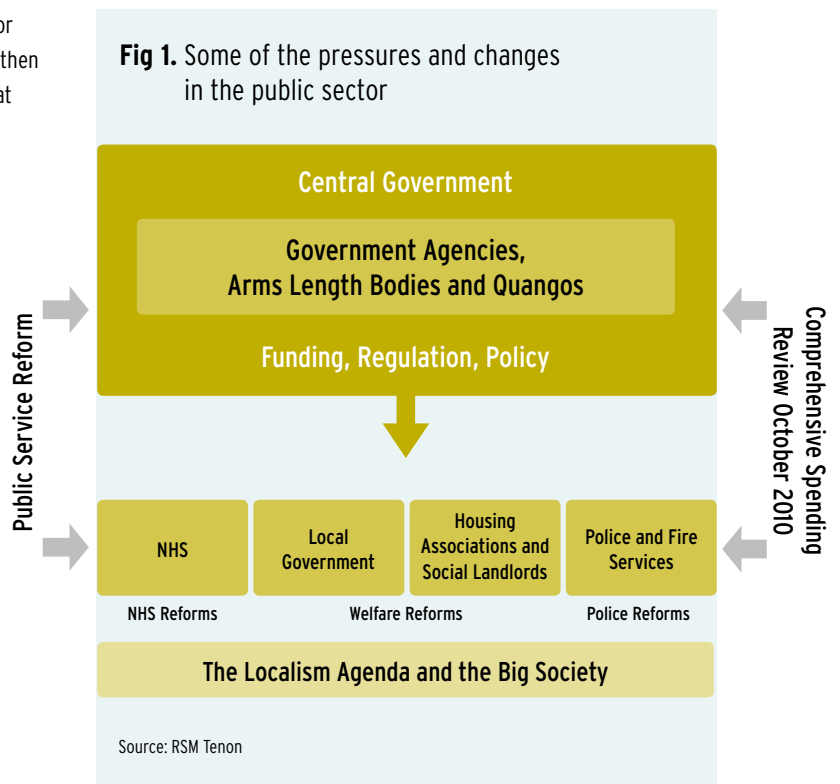 or
then
at
Fig 1. Some of the pressures and changes
in the public sector
Central Government
Government Agencies,
Arms Length Bodies and Quangos
Funding, Regulation, Policy
Public Service Reform
Comprehensive Spending
Review October 2010
NHS
Local
Government
Housing
Associations and
Social Landlords
Police and Fire
Services
NHS Reforms
Welfare Reforms
Police Reforms
The Localism Agenda and the Big Society
Source: RSM Tenon